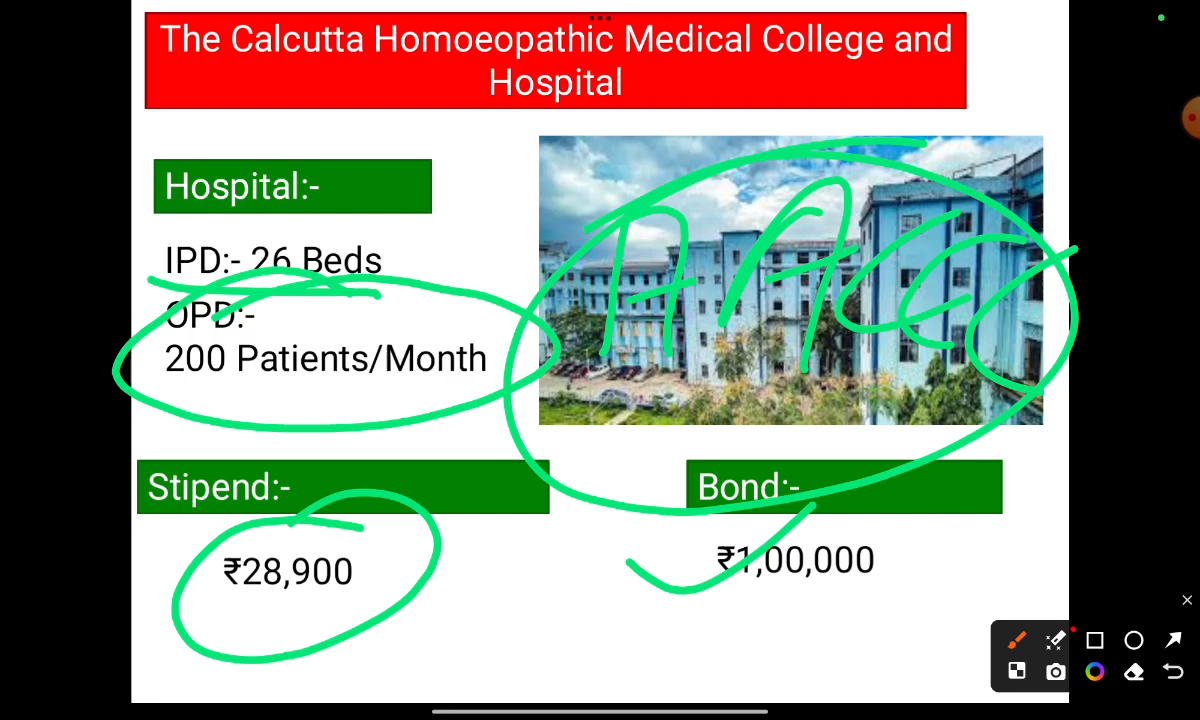 The Calcutta Homoeopathic Medical College and
Hospital
Hospital:-
IPD:- 26 Beds
OPD:-
200 Patients/Month
Stipend:-
₹28,900
Bond:-
₹1,00,000